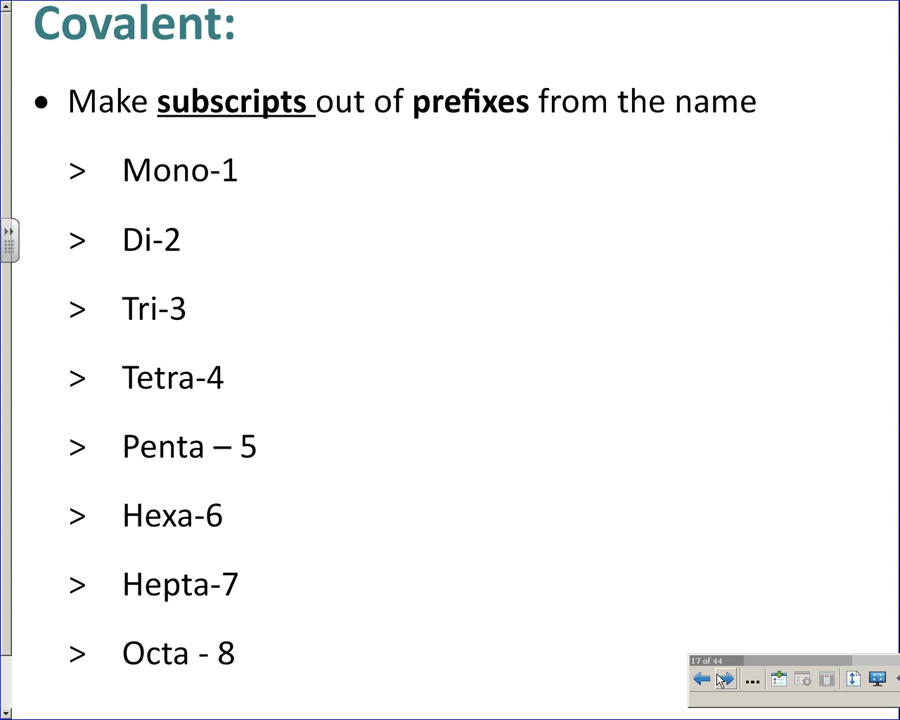 Covalent:
• Make subscripts out of prefixes from the name
> Mono-1
> Di-2
> Tri-3
> Tetra-4
> Penta – 5
> Hexa-6
> Hepta-7
> Octa - 8
17 of 44